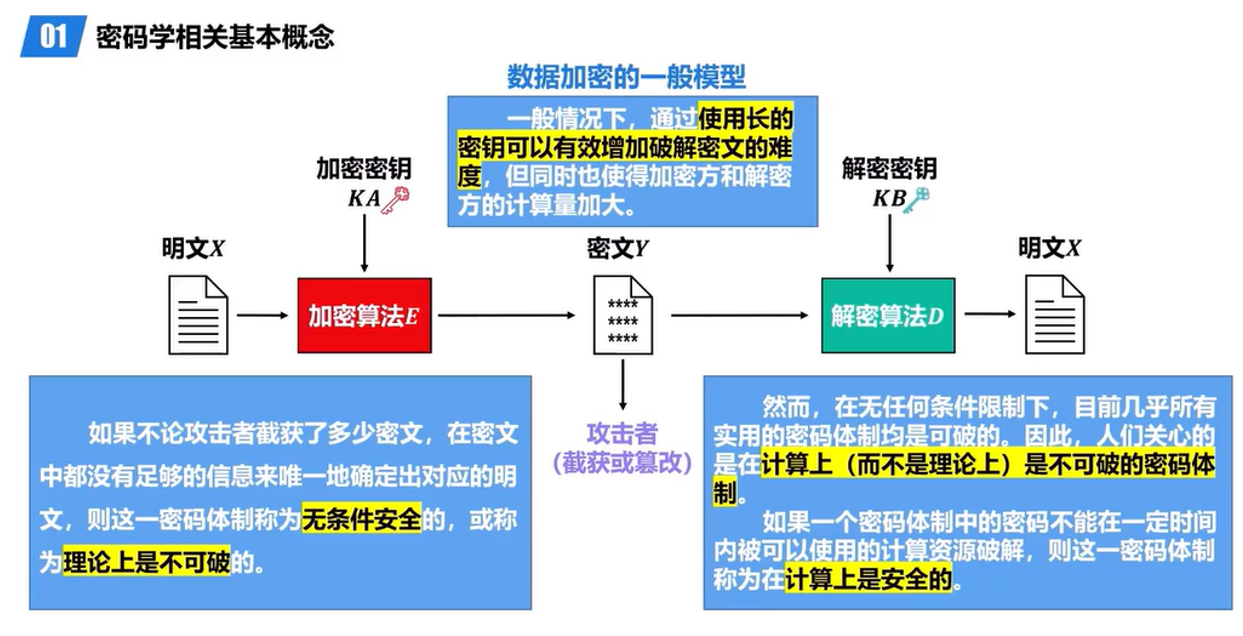 01 密码学相关基本概念
数据加密的一般模型
一般情况下，通过使用长的
密钥可以有效增加破解密文的难
度，但同时也使得加密方和解密
方的计算量加大。
加密密钥
KA
解密密钥
KB
明文X
密文Y
明文X
加密算法E
****
****
****
解密算法D
攻击者
（截获或篡改）
如果不论攻击者截获了多少密文，在密文
中都没有足够的信息来唯一地确定出对应的明
文，则这一密码体制称为无条件安全的，或称
为理论上是不可破的。
然而，在无任何条件限制下，目前几乎所有
实用的密码体制均是可破的。因此，人们关心的
是在计算上（而不是理论上）是不可破的密码体
制。
如果一个密码体制中的密码不能在一定时间
内被可以使用的计算资源破解，则这一密码体制
称为在计算上是安全的。